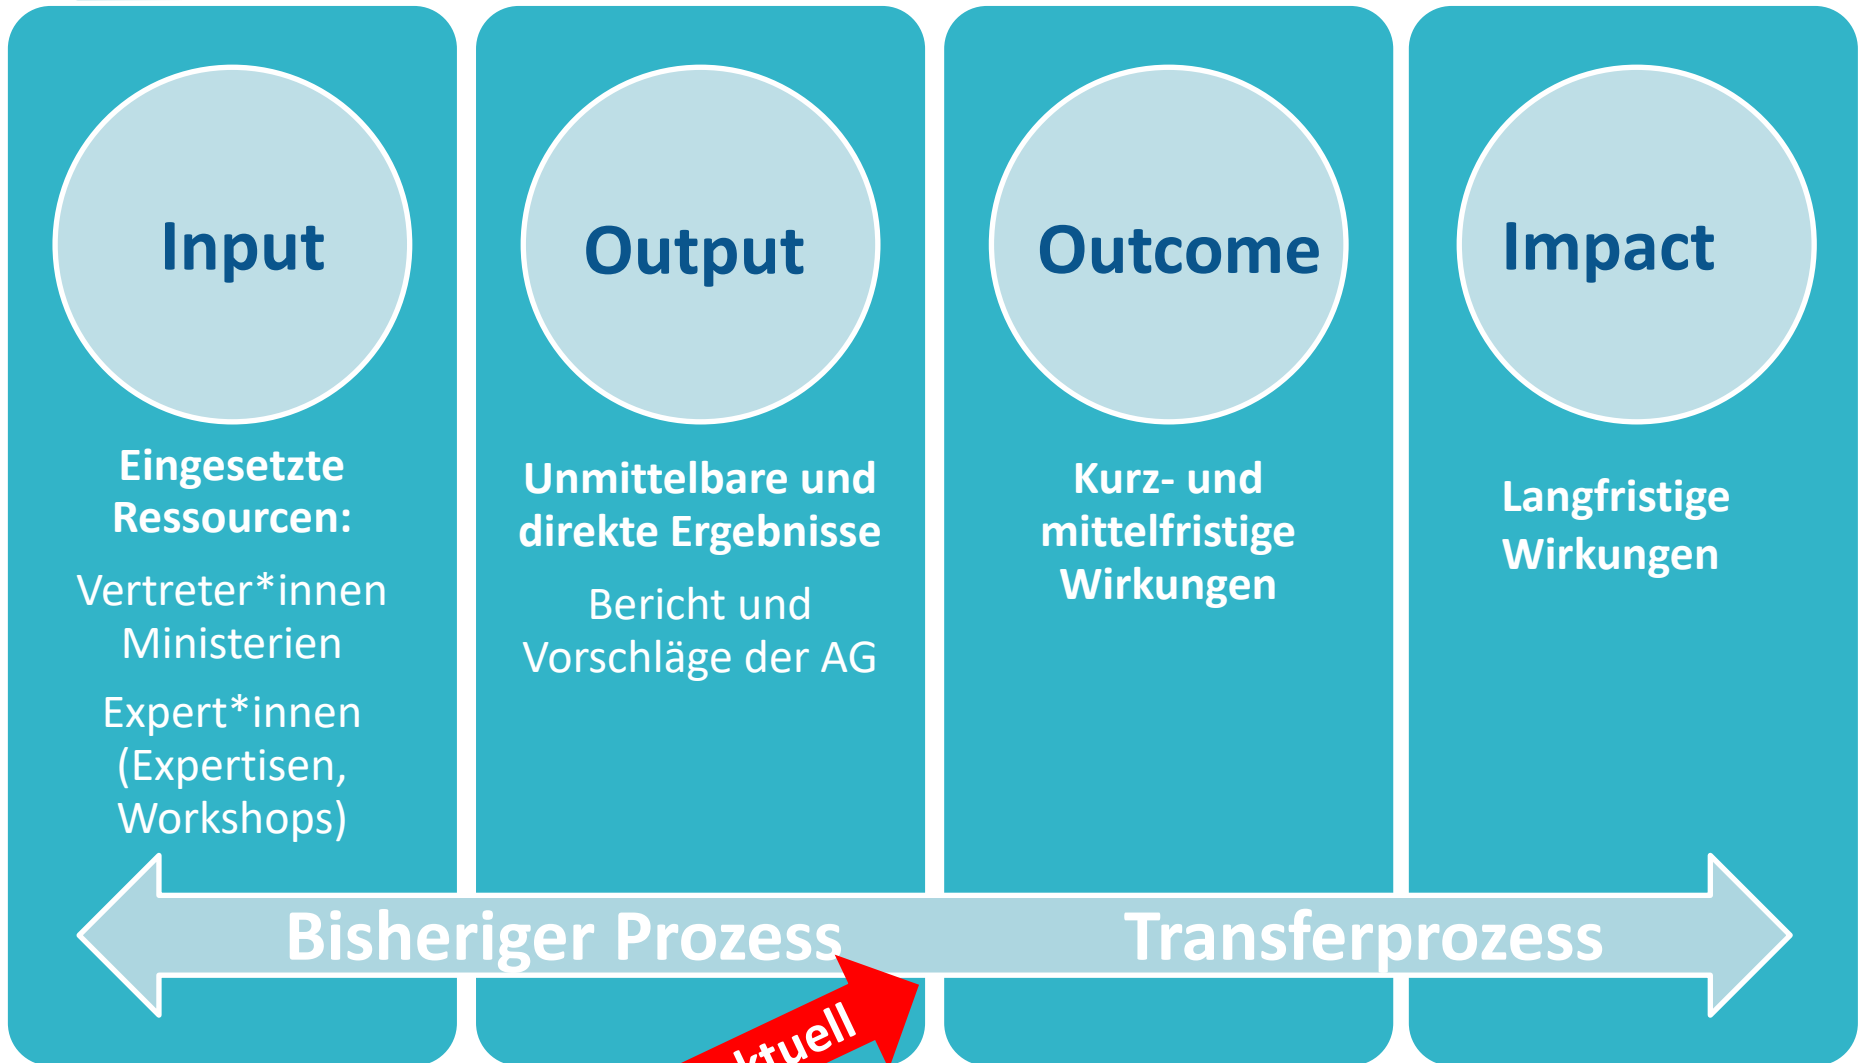 Input
Eingesetzte
Ressourcen:
Vertreter*innen
Ministerien
Expert*innen
(Expertisen,
Workshops)
Output
Unmittelbare und
direkte Ergebnisse
Bericht und
Vorschläge der AG
Outcome
Kurz- und
mittelfristige
Wirkungen
Impact
Langfristige
Wirkungen
Bisheriger Prozess
Transferprozess